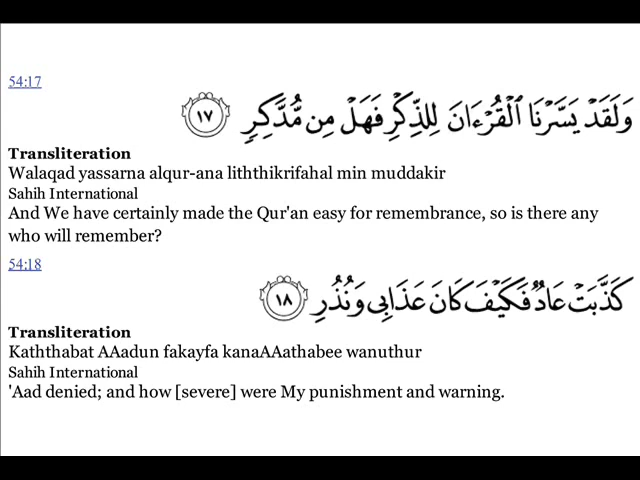 54:17
وَلَقَدْ يَسَّرْنَا ٱلْقُرْءَانَ لِلذِّكْرِ فَهَلْ مِن مُّدَّكِرٍ ١٧
Transliteration
Walaqad yassarna alqur-ana liththikrifahal min muddakir
Sahih International
And We have certainly made the Qur'an easy for remembrance, so is there any
who will remember?
54:18
كَذَّبَتْ عَادٌ فَكَيْفَ كَانَ عَذَابِى وَنُذُرِ ١٨
Transliteration
Kaththabat AAadun fakayfa kanaAAathabee wanuthur
Sahih International
'Aad denied; and how [severe] were My punishment and warning.